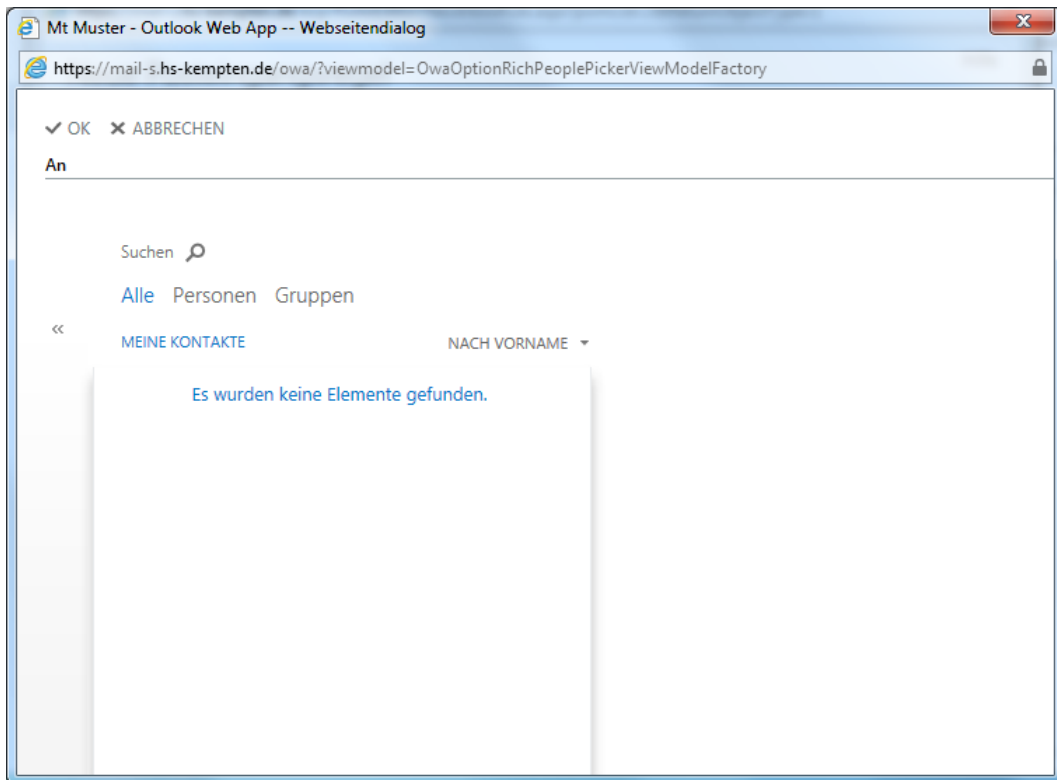 Mt Muster - Outlook Web App -- Webseitendialog
https://mail-s.hs-kempten.de/owa/?viewmodel=OwaOptionRichPeoplePickerViewModelFactory
OK ABBRECHEN
An
Suchen
Alle Personen Gruppen
MEINE KONTAKTE NACH VORNAME
Es wurden keine Elemente gefunden.